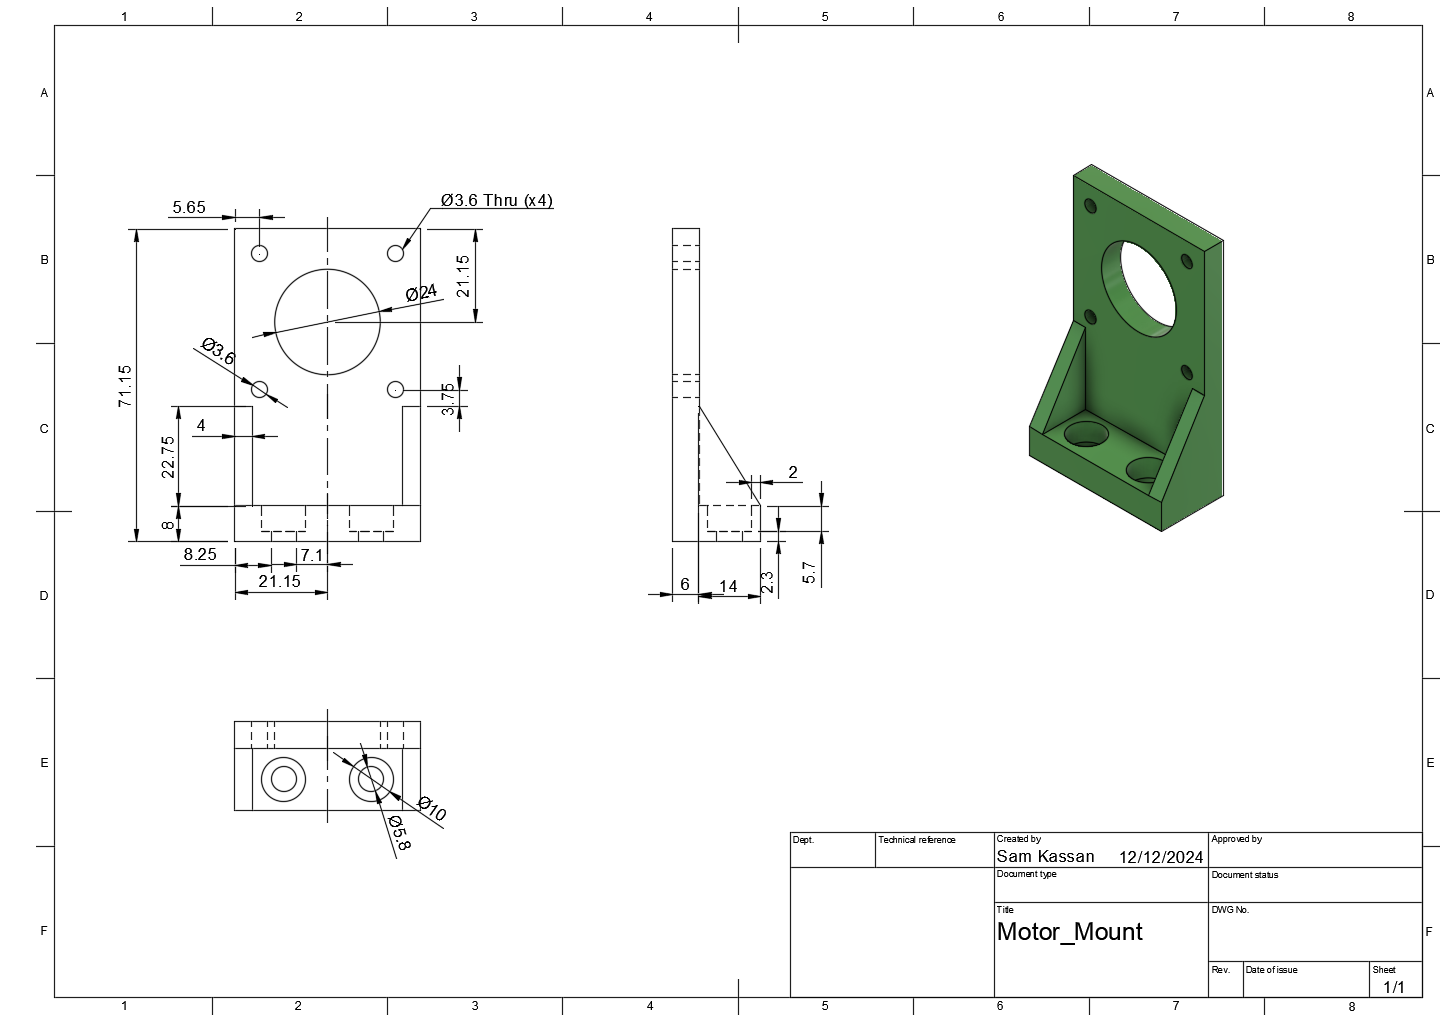 1 2 3 4 5 6 7 8
A A
5.65
Ø3.6 Thru (x4)
B B
21.15
Ø24
Ø3.6
71.15
3.75
4
C C
22.75
2
8
8.25
7.1
21.15
6
14
2.3
5.7
D D
E E
Ø10
Ø5.8
Dept.
Technical reference
Created by
Approved by
Sam Kassan 12/12/2024
Document type
Document status
Title
DWG No.
Motor_Mount
F F
Rev.
Date of issue
Sheet
1/1
1 2 3 4 5 6 7 8